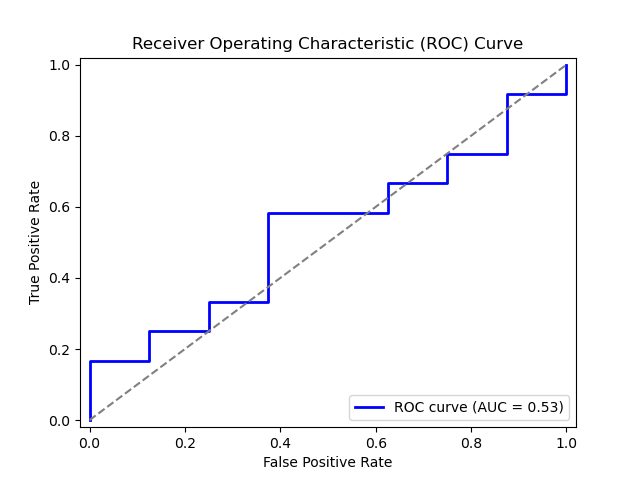 Receiver Operating Characteristic (ROC) Curve
1.0
0.8
0.6
0.4
0.2
0.0
True Positive Rate
ROC curve (AUC = 0.53)
0.0 0.2 0.4 0.6 0.8 1.0
False Positive Rate